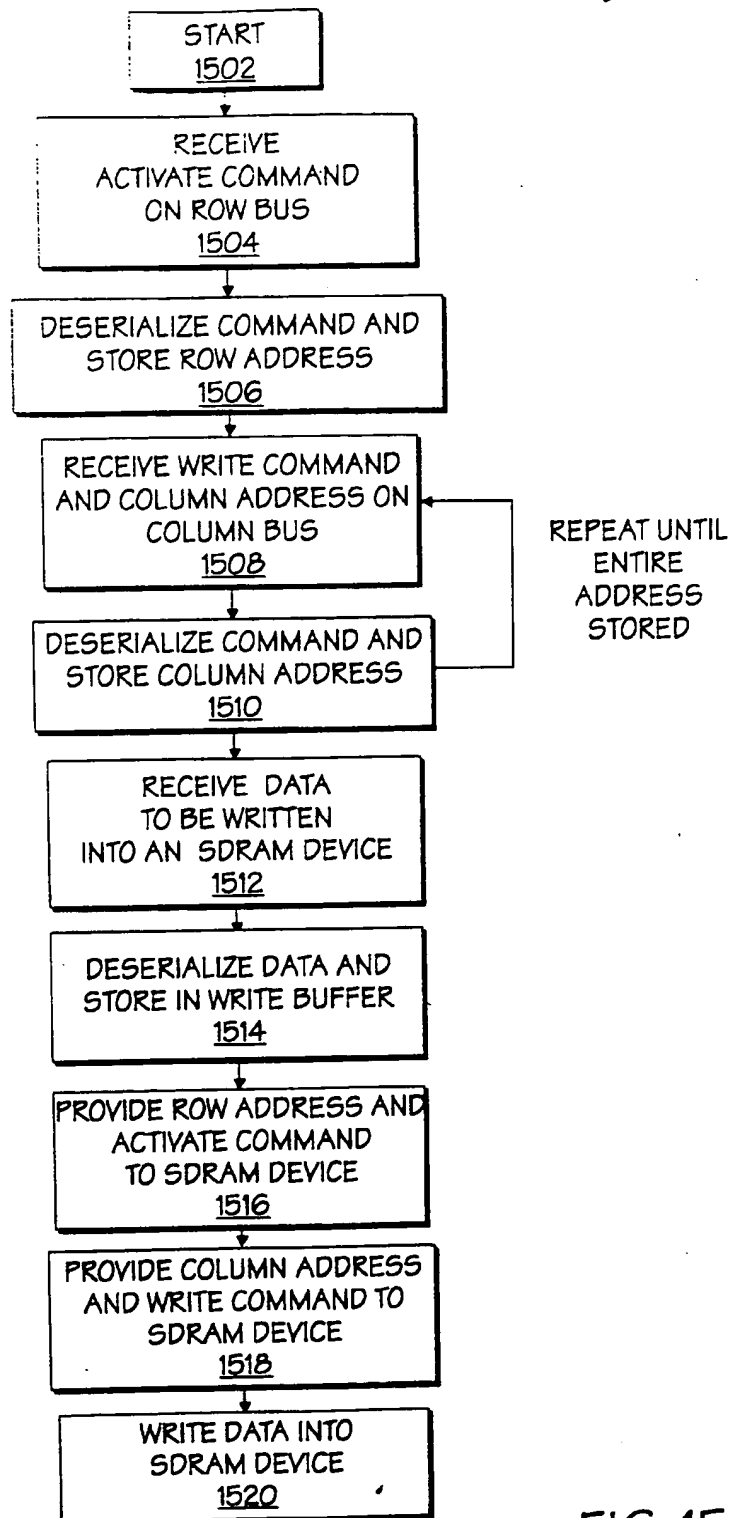 START
1502
RECEIVE
ACTIVATE COMMAND
ON ROW BUS
1504
DESERIALIZE COMMAND AND
STORE ROW ADDRESS
1506
RECEIVE WRITE COMMAND
AND COLUMN ADDRESS ON
COLUMN BUS
1508
REPEAT UNTIL
ENTIRE
ADDRESS
STORED
DESERIALIZE COMMAND AND
STORE COLUMN ADDRESS
1510
RECEIVE DATA
TO BE WRITTEN
INTO AN SDRAM DEVICE
1512
DESERIALIZE DATA AND
STORE IN WRITE BUFFER
1514
PROVIDE ROW ADDRESS AND
ACTIVATE COMMAND
TO SDRAM DEVICE
1516
PROVIDE COLUMN ADDRESS
AND WRITE COMMAND TO
SDRAM DEVICE
1518
WRITE DATA INTO
SDRAM DEVICE
1520